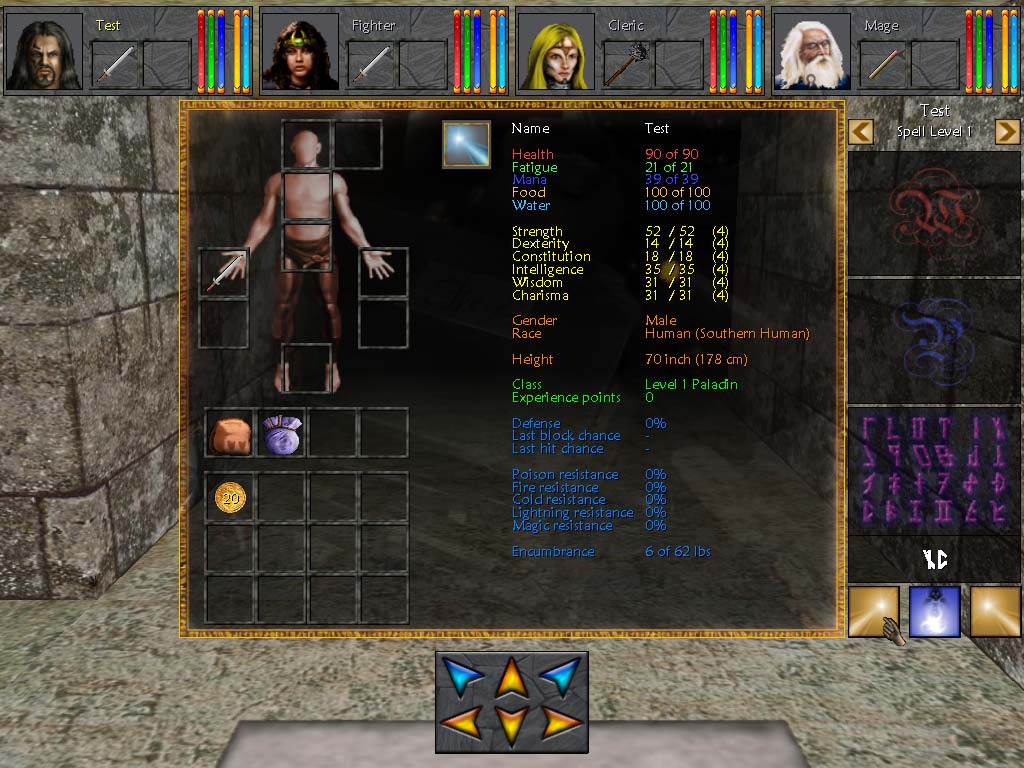 Test
Fighter
Cleric
Mage
Test
Spell Level 1
Name Test
Health 90 of 90
Fatigue 21 of 21
Mana 39 of 39
Food 100 of 100
Water 100 of 100
Strength 52 / 52 (4)
Dexterity 14 / 14 (4)
Constitution 18 / 18 (4)
Intelligence 35 / 35 (4)
Wisdom 31 / 31 (4)
Charisma 31 / 31 (4)
Gender Male
Race Human (Southern Human)
Height 70 inch (178 cm)
Class Level 1 Paladin
Experience points 0
Defense 0%
Last block chance -
Last hit chance -
Poison resistance 0%
Fire resistance 0%
Cold resistance 0%
Lightning resistance 0%
Magic resistance 0%
Encumbrance 6 of 62 lbs
20